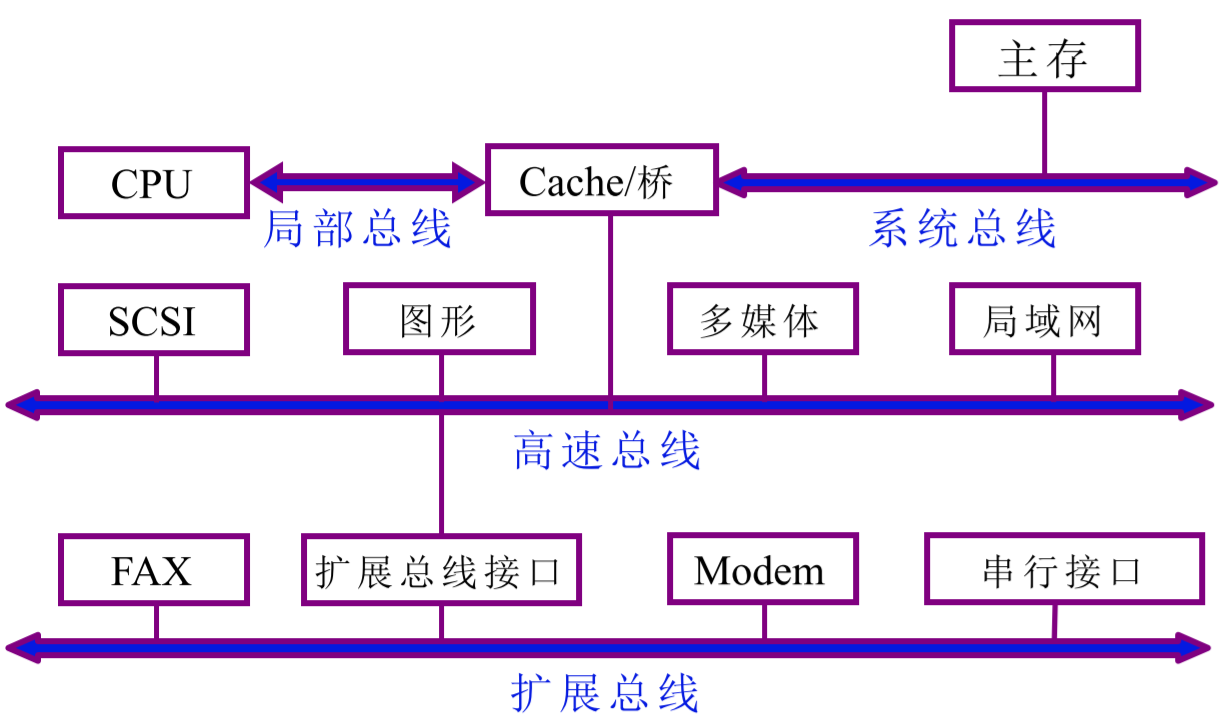 主存
CPU
Cache/桥
局部总线
系统总线
SCSI
图形
多媒体
局域网
高速总线
FAX
扩展总线接口
Modem
串行接口
扩展总线